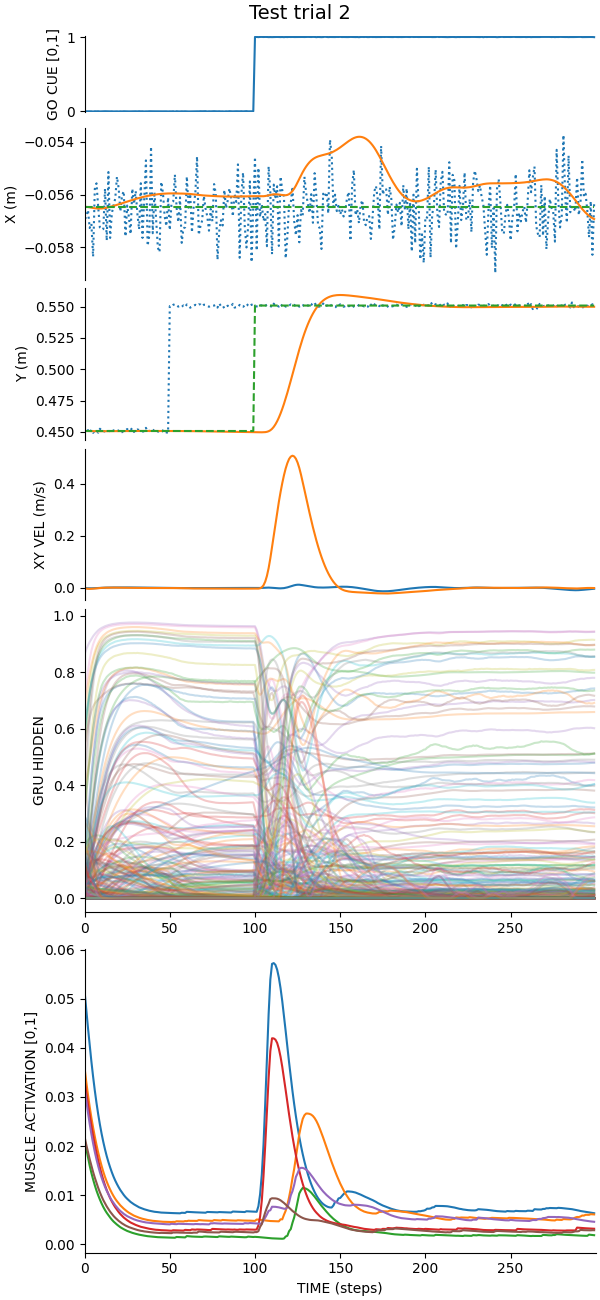 Test trial 2
GO CUE [0,1]
1
0
X (m)
−0.054
−0.056
−0.058
Y (m)
0.550
0.525
0.500
0.475
0.450
XY VEL (m/s)
0.4
0.2
0.0
GRU HIDDEN
1.0
0.8
0.6
0.4
0.2
0.0
0 50 100 150 200 250
MUSCLE ACTIVATION [0,1]
0.06
0.05
0.04
0.03
0.02
0.01
0.00
0 50 100 150 200 250
TIME (steps)